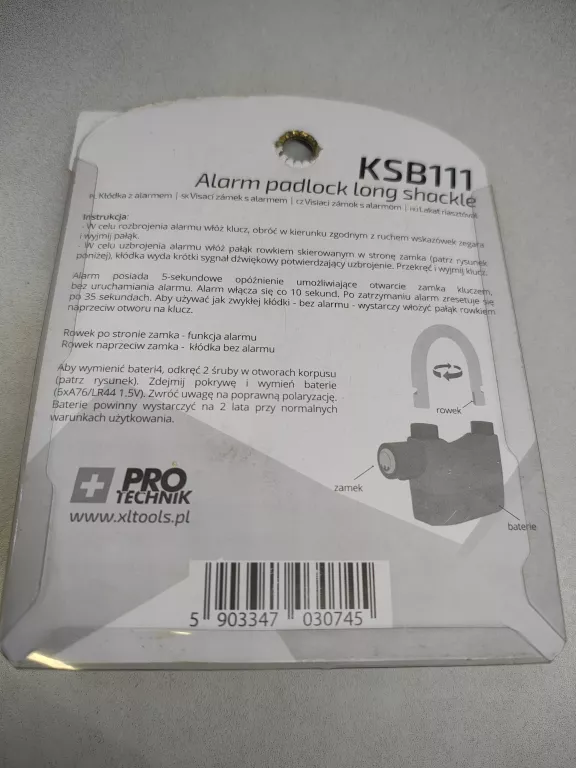 KSB111
Alarm padlock long shackle
PL Kłódka z alarmem | SK Visací zámek s alarmem | CZ Visiací zámok s alarmom | HU Lakat riasztóval
Instrukcja:
- W celu rozbrojenia alarmu włóż klucz, obróć w kierunku zgodnym z ruchem wskazówek zegara
i wyjmij pałąk.
- W celu uzbrojenia alarmu włóż pałąk rowkiem skierowanym w stronę zamka (patrz rysunek
poniżej), kłódka wyda krótki sygnał dźwiękowy potwierdzający uzbrojenie. Przekręć i wyjmij klucz.
Alarm posiada 5-sekundowe opóźnienie umożliwiające otwarcie zamka kluczem,
bez uruchamiania alarmu. Alarm włącza się co 10 sekund. Po zatrzymaniu alarm zresetuje się
po 35 sekundach. Aby używać jak zwykłej kłódki - bez alarmu - wystarczy włożyć pałąk rowkiem
naprzeciw otworu na klucz.
Rowek po stronie zamka - funkcja alarmu
Rowek naprzeciw zamka - kłódka bez alarmu
Aby wymienić bateri4, odkręć 2 śruby w otworach korpusu
(patrz rysunek). Zdejmij pokrywę i wymień baterie
(6xA76/LR44 1.5V). Zwróć uwagę na poprawną polaryzację.
Baterie powinny wystarczyć na 2 lata przy normalnych
warunkach użytkowania.
rowek
zamek
baterie
PRO
TECHNIK
www.xltools.pl
5 903347 030745